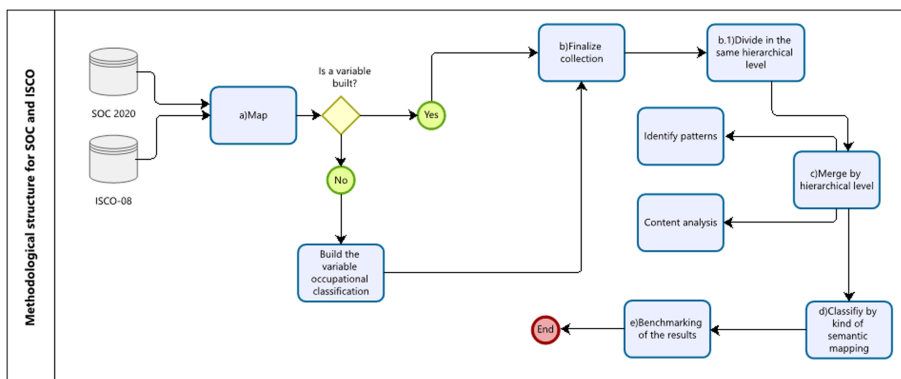 Methodological structure for SOC and ISCO
SOC 2020
ISCO-08
a)Map
Is a variable
built?
Yes
No
Build the
variable
occupational
classification
b)Finalize
collection
b.1)Divide in the
same hierarchical
level
Identify patterns
c)Merge by
hierarchical level
Content analysis
d)Classifiy by
kind of
semantic
mapping
e)Benchmarking
of the results
End